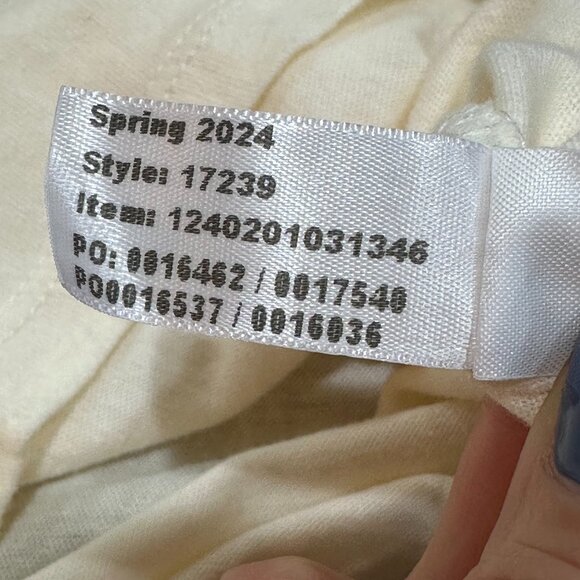 Spring 2024
Style: 17239
Item: 1240201031346
PO: 0016462 / 0017540
PO0016537 / 0016036